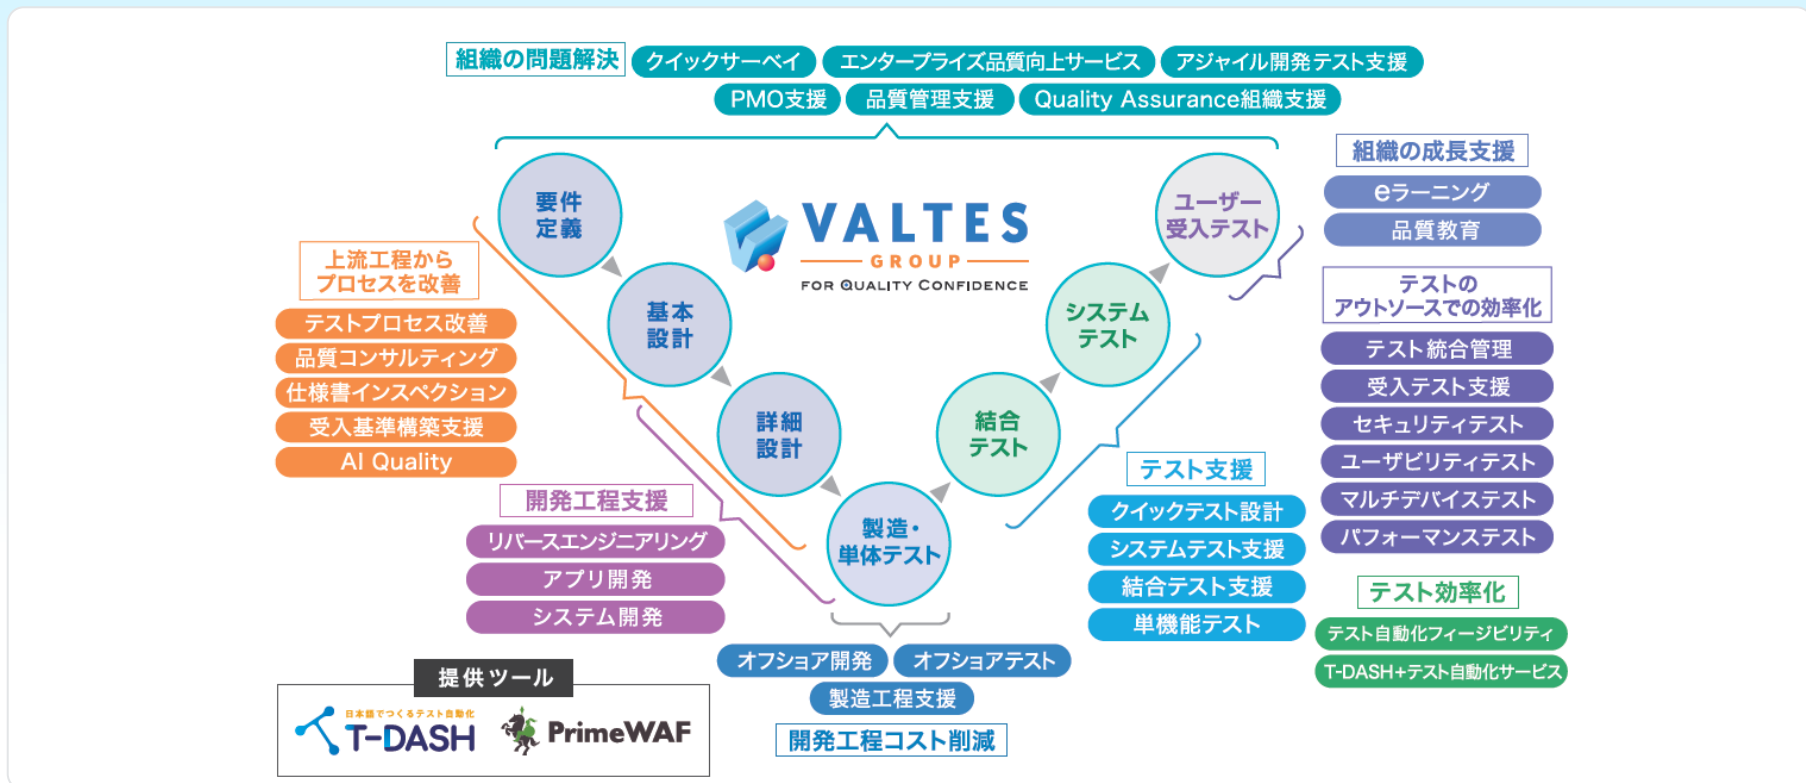 組織の問題解決 クイックサーベイ エンタープライズ品質向上サービス アジャイル開発テスト支援
PMO支援 品質管理支援 Quality Assurance組織支援
要件
定義
基本
設計
詳細
設計
製造・
単体テスト
結合
テスト
システム
テスト
ユーザー
受入テスト
VALTES
GROUP
FOR QUALITY CONFIDENCE
上流工程から
プロセスを改善
テストプロセス改善
品質コンサルティング
仕様書インスペクション
受入基準構築支援
AI Quality
開発工程支援
リバースエンジニアリング
アプリ開発
システム開発
オフショア開発 オフショアテスト
製造工程支援
開発工程コスト削減
テスト支援
クイックテスト設計
システムテスト支援
結合テスト支援
単機能テスト
組織の成長支援
eラーニング
品質教育
テストの
アウトソースでの効率化
テスト統合管理
受入テスト支援
セキュリティテスト
ユーザビリティテスト
マルチデバイステスト
パフォーマンステスト
テスト効率化
テスト自動化フィージビリティ
T-DASH+テスト自動化サービス
提供ツール
日本語でつくるテスト自動化
T-DASH
PrimeWAF